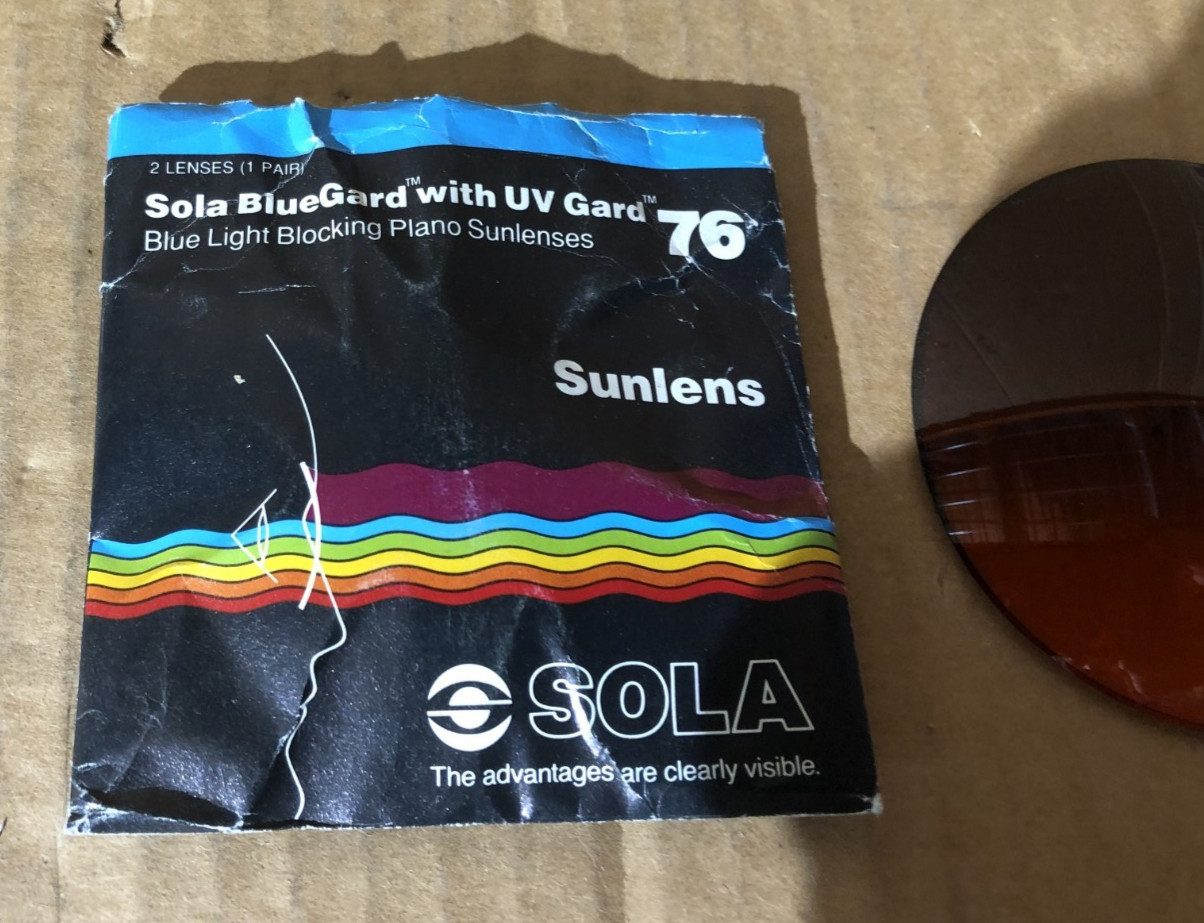 2 LENSES (1 PAIR)
Sola BlueGard™ with UV Gard™ 76
Blue Light Blocking Plano Sunlenses
Sunlens
SOLA
The advantages are clearly visible.